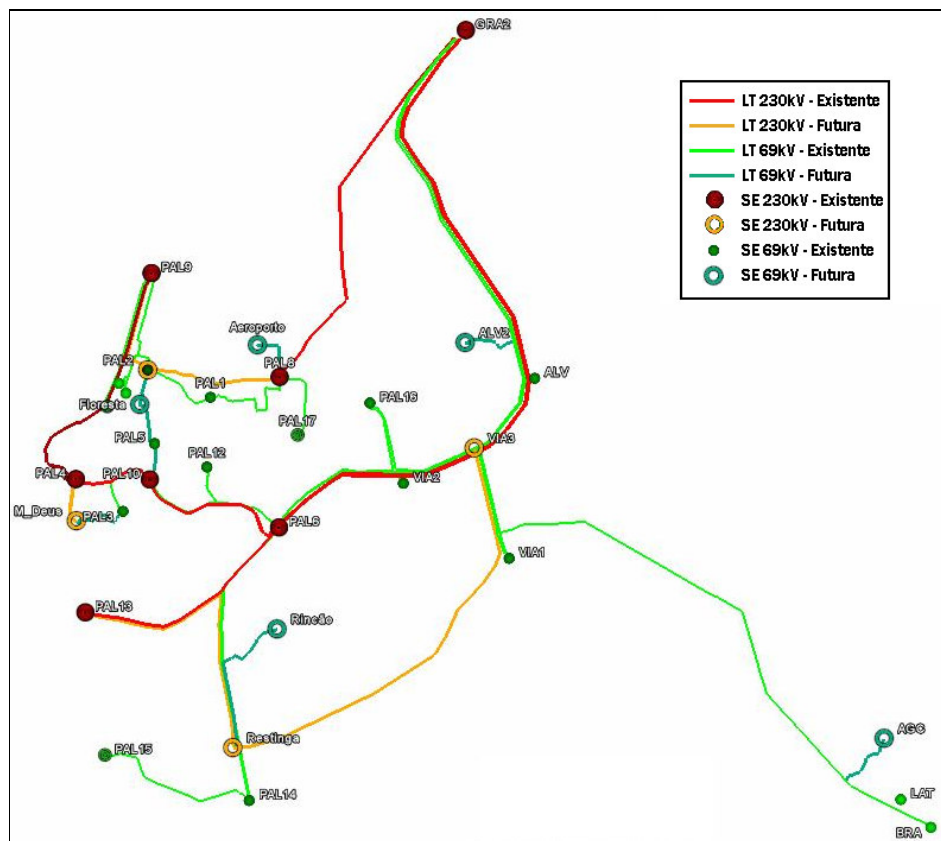 GRA2
LT 230kV - Existente
LT 230kV - Futura
LT 69kV - Existente
LT 69kV - Futura
SE 230kV - Existente
SE 230kV - Futura
SE 69kV - Existente
SE 69kV - Futura
PAL9
Aeroporto
ALV2
PAL2
PAL8
PAL1
ALV
PAL16
Floresta
PAL17
PAL5
VIA3
PAL12
PAL4
PAL10
VIA2
M_Deus
PAL3
PAL6
VIA1
PAL13
Rincão
Restinga
AGC
PAL15
PAL14
LAT
BRA